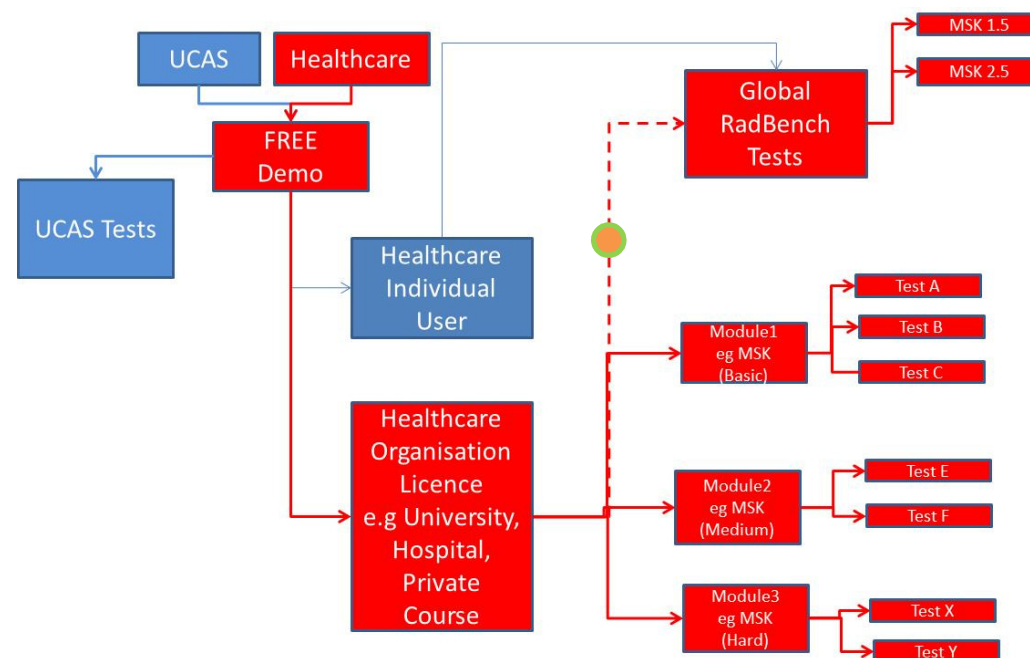 UCAS
Healthcare
FREE
Demo
UCAS Tests
Healthcare
Individual
User
Healthcare
Organisation
Licence
e.g University,
Hospital,
Private
Course
Global
RadBench
Tests
MSK 1.5
MSK 2.5
Module1
eg MSK
(Basic)
Test A
Test B
Test C
Module2
eg MSK
(Medium)
Test E
Test F
Module3
eg MSK
(Hard)
Test X
Test Y